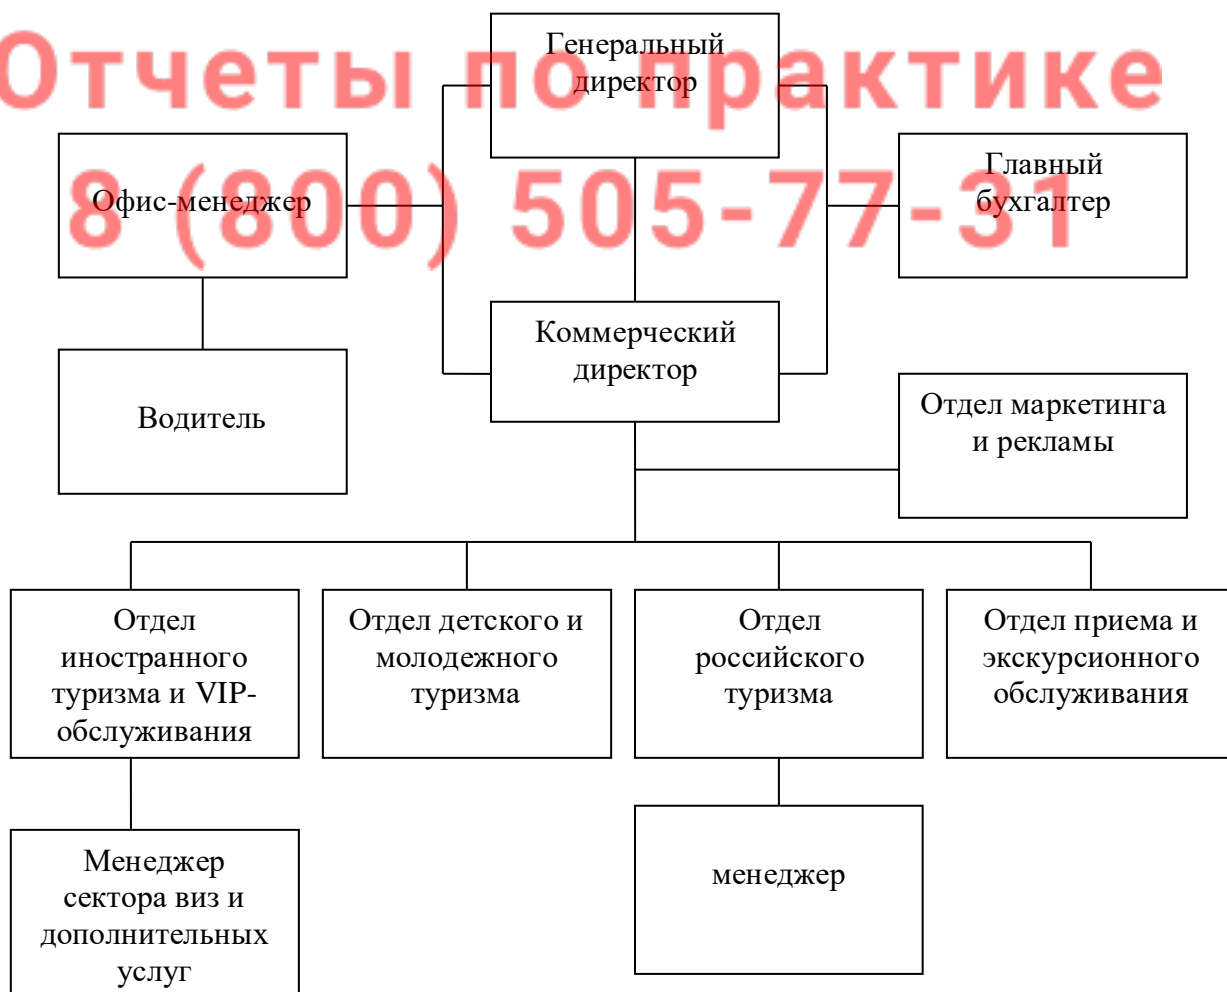 Отчеты по практике
8 (800) 505-77-31
Генеральный
директор
Офис-менеджер
Главный
бухгалтер
Коммерческий
директор
Водитель
Отдел маркетинга
и рекламы
Отдел
иностранного
туризма и VIP-
обслуживания
Отдел детского и
молодежного
туризма
Отдел
российского
туризма
Отдел приема и
экскурсионного
обслуживания
Менеджер
сектора виз и
дополнительных
услуг
менеджер